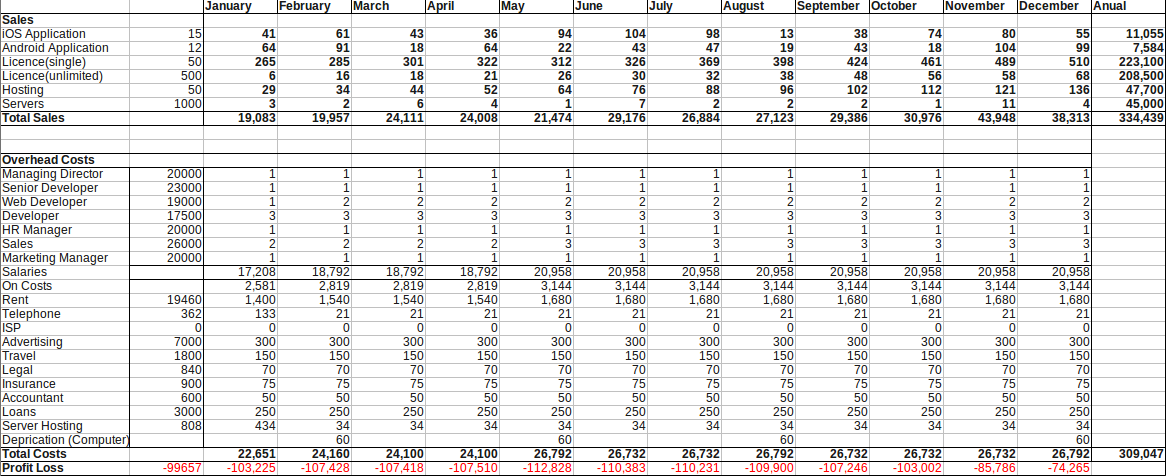 January February March April May June July August September October November December Anual
Sales
iOS Application 15 41 61 43 36 94 104 98 13 38 74 80 55 11,055
Android Application 12 64 91 18 64 22 43 47 19 43 18 104 99 7,584
Licence(single) 50 265 285 301 322 312 326 369 398 424 461 489 510 223,100
Licence(unlimited) 500 6 16 18 21 26 30 32 38 48 56 58 68 208,500
Hosting 50 29 34 44 52 64 76 88 96 102 112 121 136 47,700
Servers 1000 3 2 6 4 1 7 2 2 2 1 11 4 45,000
Total Sales 19,083 19,957 24,111 24,008 21,474 29,176 26,884 27,123 29,386 30,976 43,948 38,313 334,439
Overhead Costs
Managing Director 20000 1 1 1 1 1 1 1 1 1 1 1 1
Senior Developer 23000 1 1 1 1 1 1 1 1 1 1 1 1
Web Developer 19000 1 2 2 2 2 2 2 2 2 2 2 2
Developer 17500 3 3 3 3 3 3 3 3 3 3 3 3
HR Manager 20000 1 1 1 1 1 1 1 1 1 1 1 1
Sales 26000 2 2 2 2 3 3 3 3 3 3 3 3
Marketing Manager 20000 1 1 1 1 1 1 1 1 1 1 1 1
Salaries 17,208 18,792 18,792 18,792 20,958 20,958 20,958 20,958 20,958 20,958 20,958 20,958
On Costs 2,581 2,819 2,819 2,819 3,144 3,144 3,144 3,144 3,144 3,144 3,144 3,144
Rent 19460 1,400 1,540 1,540 1,540 1,680 1,680 1,680 1,680 1,680 1,680 1,680 1,680
Telephone 362 133 21 21 21 21 21 21 21 21 21 21 21
ISP 0 0 0 0 0 0 0 0 0 0 0 0 0
Advertising 7000 300 300 300 300 300 300 300 300 300 300 300 300
Travel 1800 150 150 150 150 150 150 150 150 150 150 150 150
Legal 840 70 70 70 70 70 70 70 70 70 70 70 70
Insurance 900 75 75 75 75 75 75 75 75 75 75 75 75
Accountant 600 50 50 50 50 50 50 50 50 50 50 50 50
Loans 3000 250 250 250 250 250 250 250 250 250 250 250 250
Server Hosting 808 434 34 34 34 34 34 34 34 34 34 34 34
Deprication (Computer) 60 60 60 60
Total Costs 22,651 24,160 24,100 24,100 26,792 26,732 26,732 26,792 26,732 26,732 26,732 26,792 309,047
Profit Loss -99657 -103,225 -107,428 -107,418 -107,510 -112,828 -110,383 -110,231 -109,900 -107,246 -103,002 -85,786 -74,265